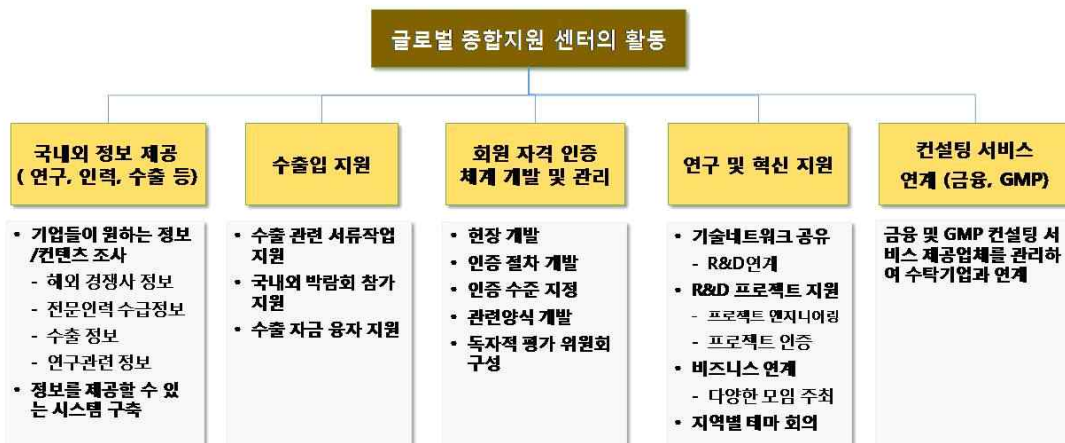 글로벌 종합지원 센터의 활동
국내외 정보 제공
( 연구, 인력, 수출 등)
• 기업들이 원하는 정보
/컨텐츠 조사
- 해외 경쟁사 정보
- 전문인력 수급정보
- 수출 정보
- 연구관련 정보
• 정보를 제공할 수 있
는 시스템 구축
수출입 지원
• 수출 관련 서류작업
지원
• 국내외 박람회 참가
지원
• 수출 자금 융자 지원
회원 자격 인증
체계 개발 및 관리
• 헌장 개발
• 인증 절차 개발
• 인증 수준 지정
• 관련양식 개발
• 독자적 평가 위원회
구성
연구 및 혁신 지원
• 기술네트워크 공유
- R&D연계
• R&D 프로젝트 지원
- 프로젝트 엔지니어링
- 프로젝트 인증
• 비즈니스 연계
- 다양한 모임 주최
• 지역별 테마 회의
컨설팅 서비스
연계 (금융, GMP)
금융 및 GMP 컨설팅 서
비스 제공업체를 관리하
여 수탁기업과 연계